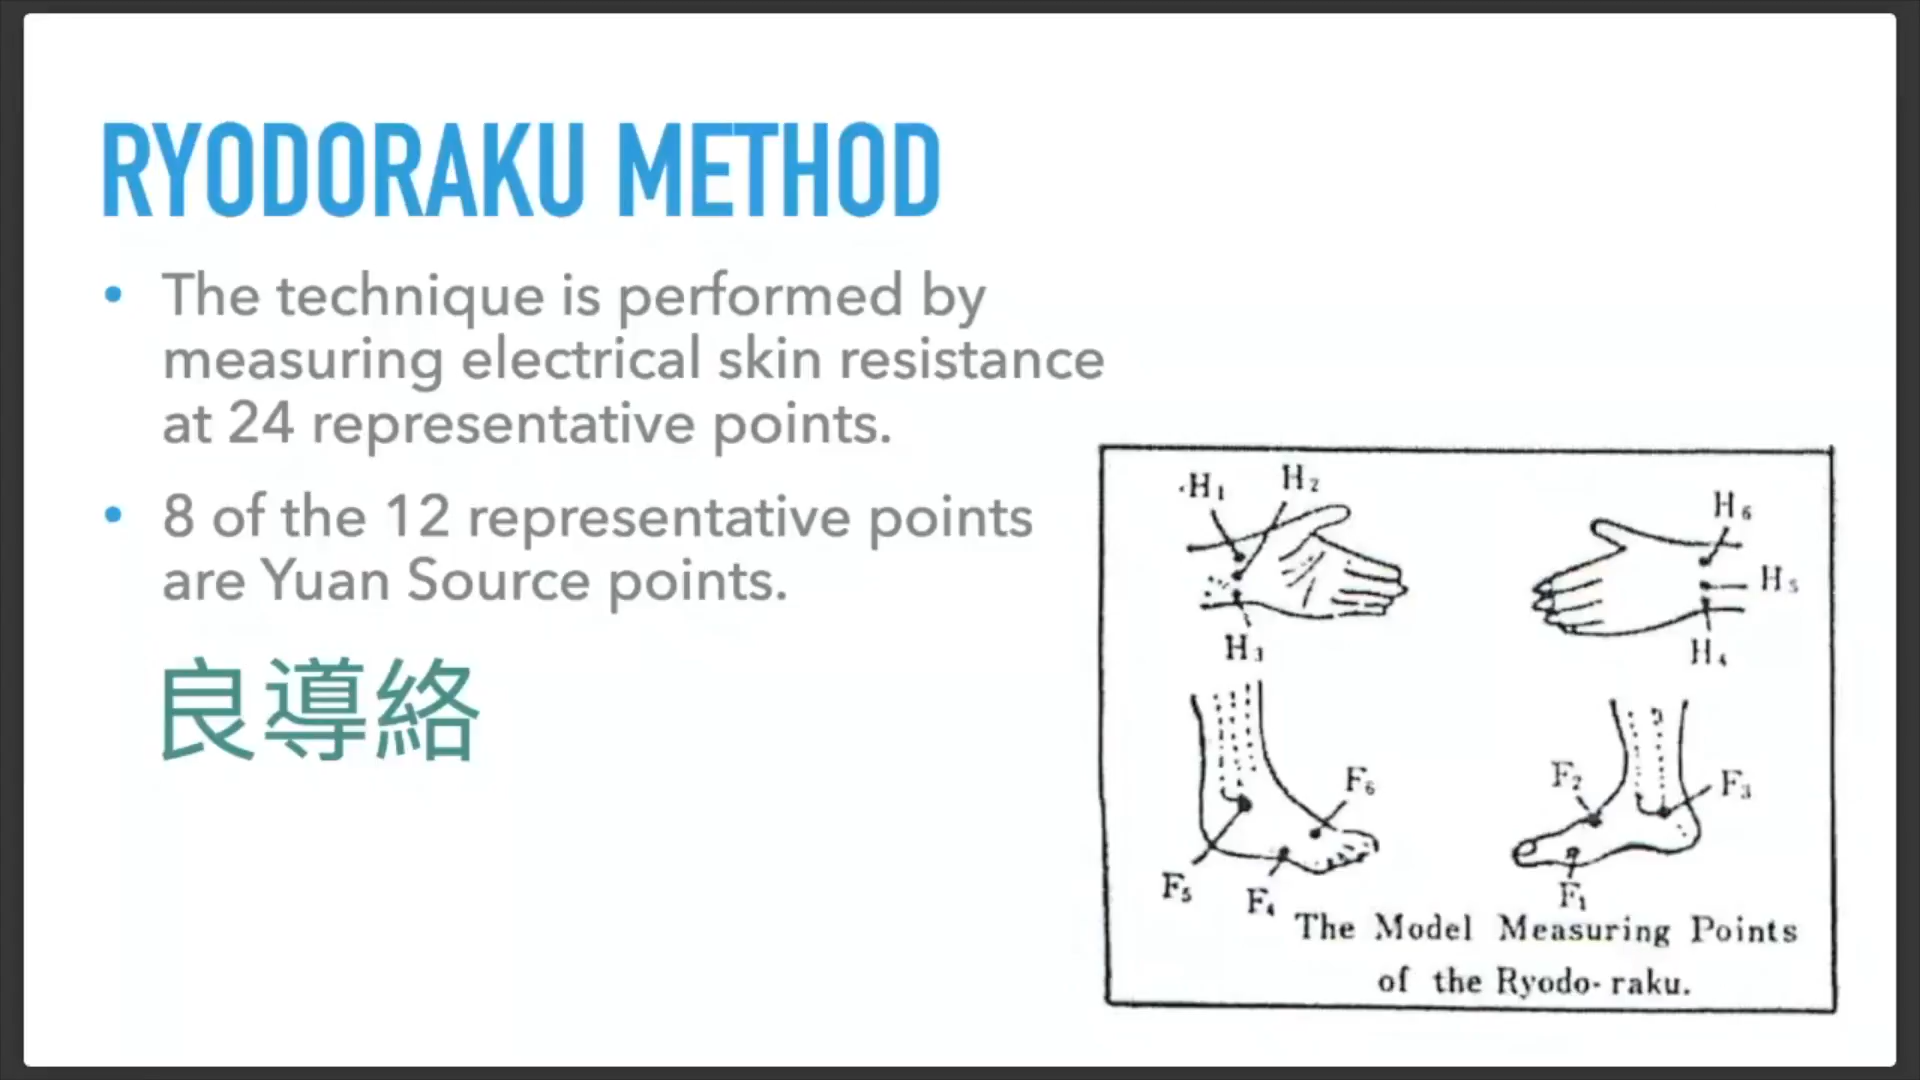 RYODORAKU METHOD
• The technique is performed by
measuring electrical skin resistance
at 24 representative points.
• 8 of the 12 representative points
are Yuan Source points.
良導絡
H₁ H₂
H₆
H₅
H₃
H₄
F₂
F₆
F₃
F₅
F₄
F₁
The Model Measuring Points
of the Ryodo- raku.